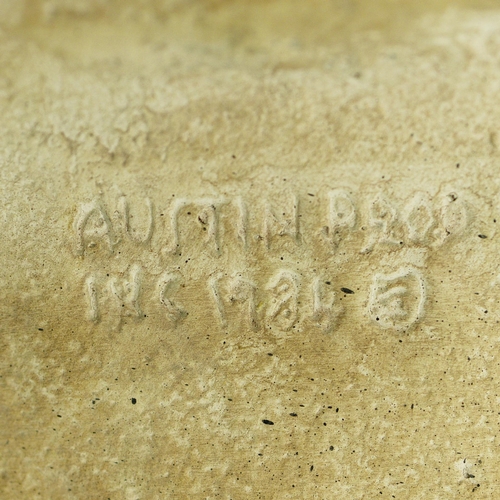 AUSTIN PROD
INC 1984 ©